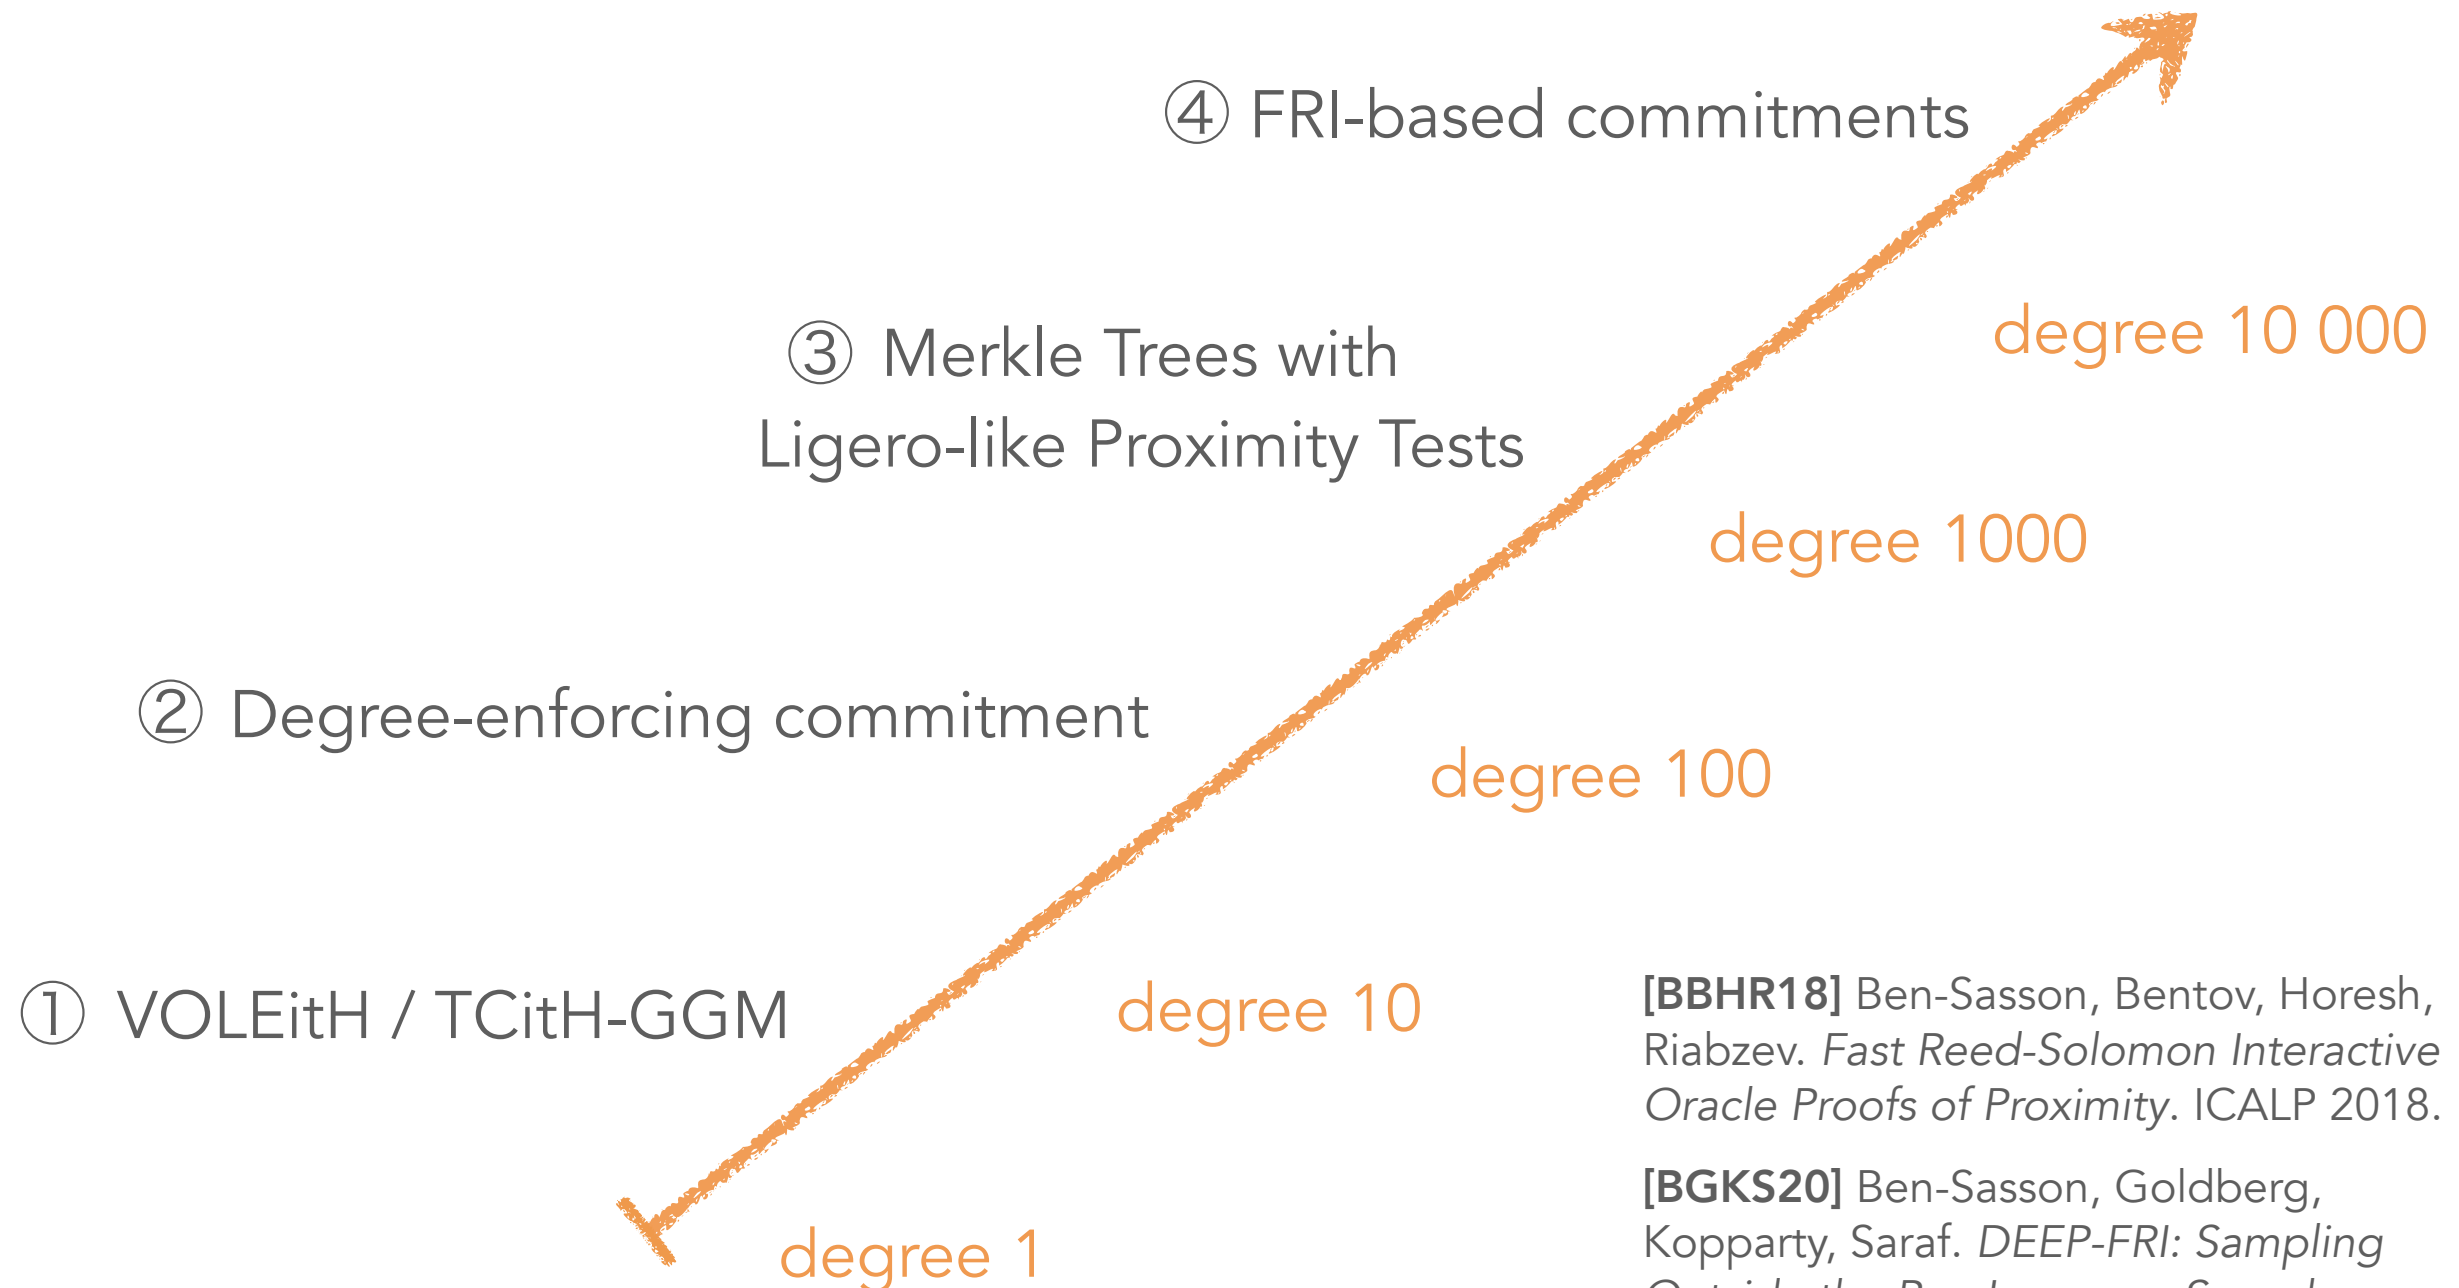 ④ FRI-based commitments
degree 10 000
③ Merkle Trees with
Ligero-like Proximity Tests
degree 1000
② Degree-enforcing commitment
degree 100
① VOLEitH / TCitH-GGM
degree 10
degree 1
[BBHR18] Ben-Sasson, Bentov, Horesh,
Riabzev. Fast Reed-Solomon Interactive
Oracle Proofs of Proximity. ICALP 2018.
[BGKS20] Ben-Sasson, Goldberg,
Kopparty, Saraf. DEEP-FRI: Sampling